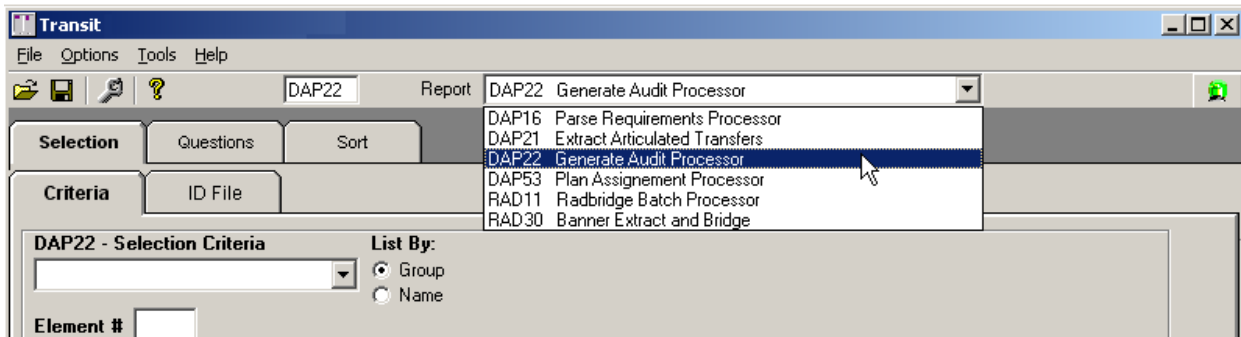 Transit
File Options Tools Help
DAP22 Report DAP22 Generate Audit Processor
DAP16 Parse Requirements Processor
DAP21 Extract Articulated Transfers
DAP22 Generate Audit Processor
DAP53 Plan Assignement Processor
RAD11 Radbridge Batch Processor
RAD30 Banner Extract and Bridge
Selection Questions Sort
Criteria ID File
DAP22 - Selection Criteria List By:
Group
Name
Element #